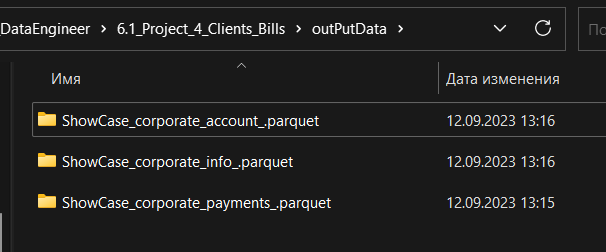 _DataEngineer > 6.1_Project_4_Clients_Bills > outPutData >
По
Имя Дата изменения
ShowCase_corporate_account_.parquet 12.09.2023 13:16
ShowCase_corporate_info_.parquet 12.09.2023 13:16
ShowCase_corporate_payments_.parquet 12.09.2023 13:15